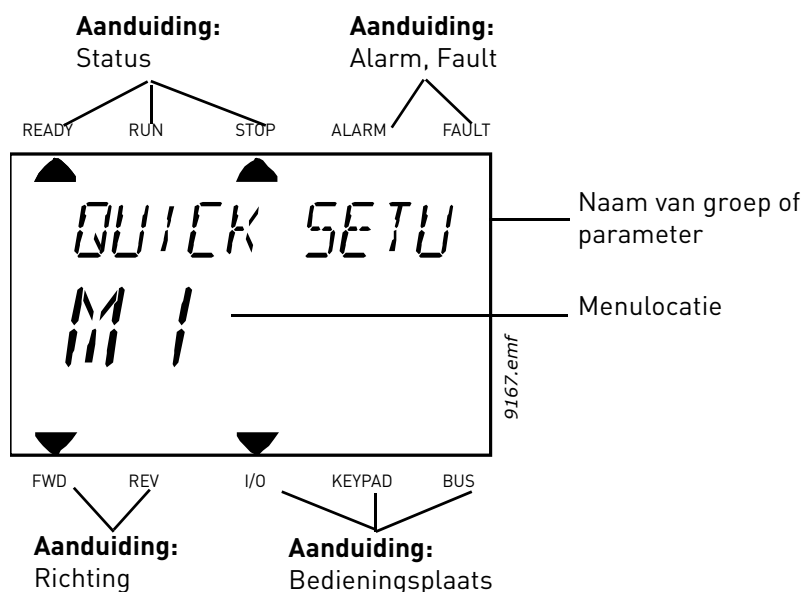 Aanduiding:
Status
Aanduiding:
Alarm, Fault
READY RUN STOP ALARM FAULT
QUICK SETU
M1
Naam van groep of
parameter
Menulocatie
9167.emf
FWD REV I/O KEYPAD BUS
Aanduiding:
Richting
Aanduiding:
Bedieningsplaats